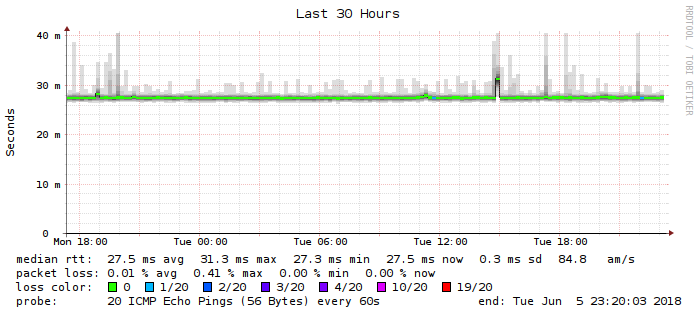 Last 30 Hours
RRDTOOL / TOBI OETIKER
Seconds
40 m
30 m
20 m
10 m
0
Mon 18:00 Tue 00:00 Tue 06:00 Tue 12:00 Tue 18:00
median rtt: 27.5 ms avg 31.3 ms max 27.3 ms min 27.5 ms now 0.3 ms sd 84.8 am/s
packet loss: 0.01 % avg 0.41 % max 0.00 % min 0.00 % now
loss color: 0 1/20 2/20 3/20 4/20 10/20 19/20
probe: 20 ICMP Echo Pings (56 Bytes) every 60s end: Tue Jun 5 23:20:03 2018